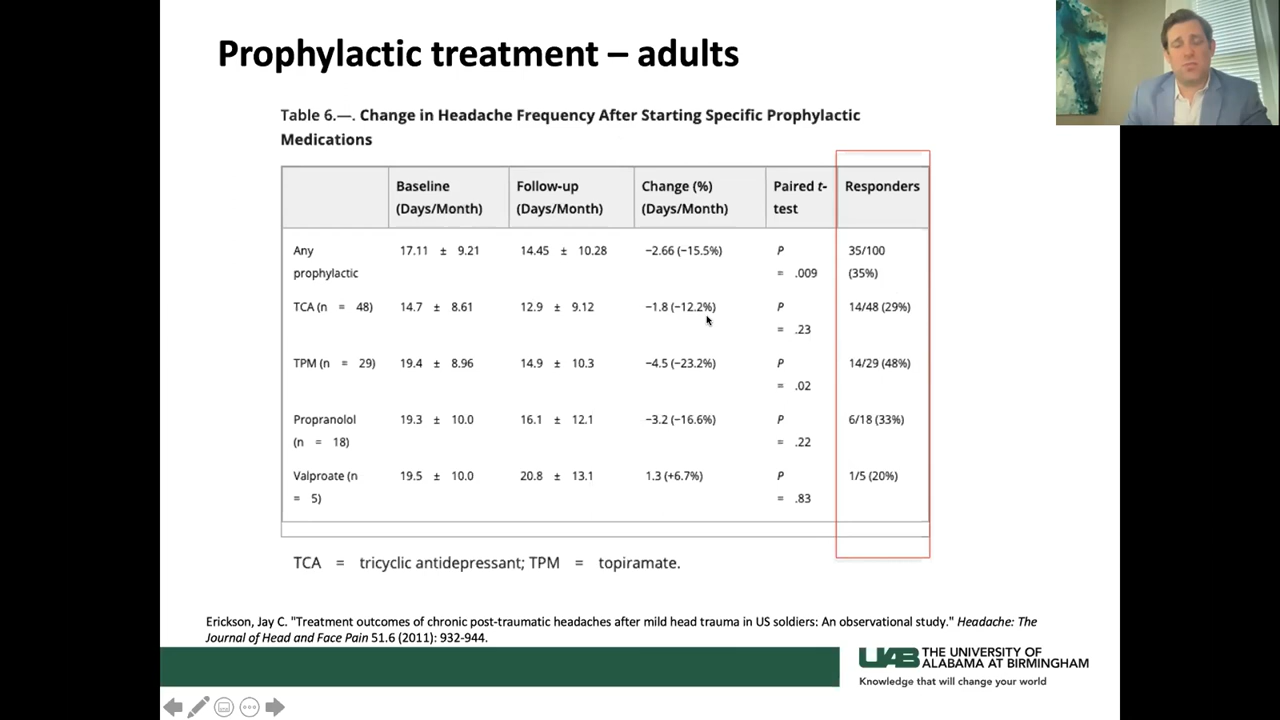 Prophylactic treatment – adults
Table 6.—. Change in Headache Frequency After Starting Specific Prophylactic
Medications
Baseline (Days/Month) Follow-up (Days/Month) Change (%) (Days/Month) Paired t-test Responders
Any prophylactic 17.11 ± 9.21 14.45 ± 10.28 −2.66 (−15.5%) P = .009 35/100 (35%)
TCA (n = 48) 14.7 ± 8.61 12.9 ± 9.12 −1.8 (−12.2%) P = .23 14/48 (29%)
TPM (n = 29) 19.4 ± 8.96 14.9 ± 10.3 −4.5 (−23.2%) P = .02 14/29 (48%)
Propranolol (n = 18) 19.3 ± 10.0 16.1 ± 12.1 −3.2 (−16.6%) P = .22 6/18 (33%)
Valproate (n = 5) 19.5 ± 10.0 20.8 ± 13.1 1.3 (+6.7%) P = .83 1/5 (20%)
TCA = tricyclic antidepressant; TPM = topiramate.
Erickson, Jay C. "Treatment outcomes of chronic post-traumatic headaches after mild head trauma in US soldiers: An observational study." Headache: The
Journal of Head and Face Pain 51.6 (2011): 932-944.
UAB THE UNIVERSITY OF
ALABAMA AT BIRMINGHAM
Knowledge that will change your world